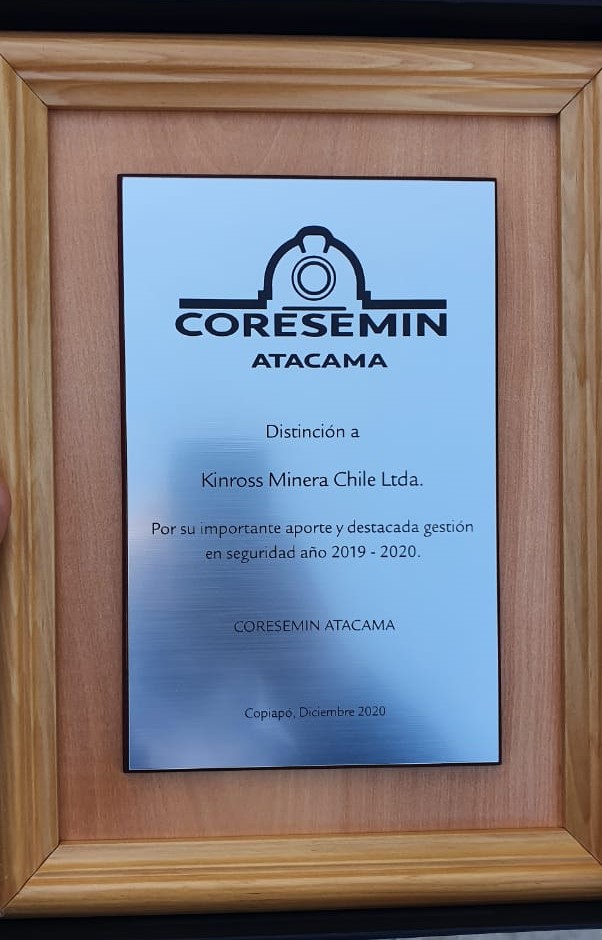 CORESEMIN
ATACAMA
Distinción a
Kinross Minera Chile Ltda.
Por su importante aporte y destacada gestión
en seguridad año 2019 - 2020.
CORESEMIN ATACAMA
Copiapó, Diciembre 2020